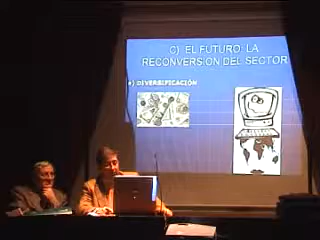 C) EL FUTURO: LA
RECONVERSIÓN DEL SECTOR
a) DIVERSIFICACIÓN